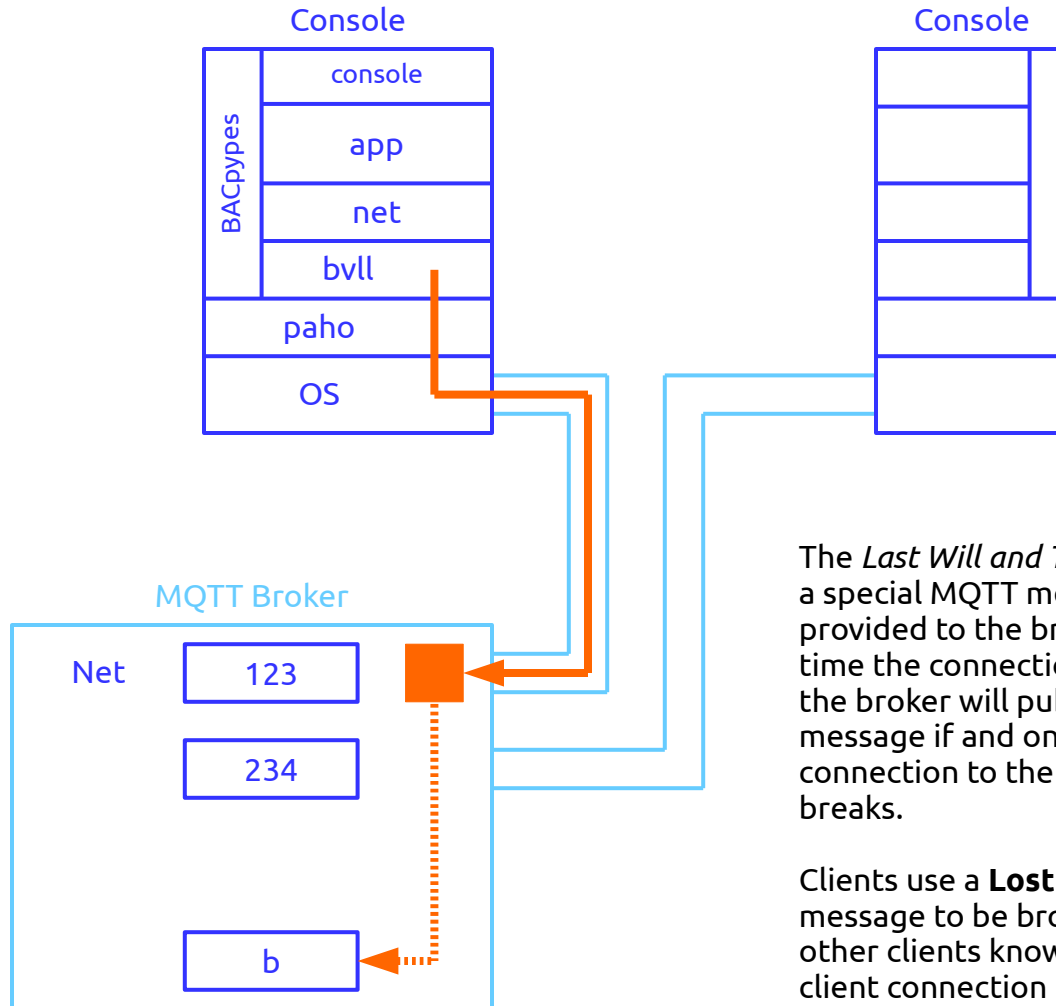 Console
Console
console
BACpypes
app
net
bvll
paho
OS
MQTT Broker
Net
123
234
b
The Last Will and
a special MQTT
provided to the
time the
the broker will
message if and
connection to the
breaks.
Clients use a Lost
message to be
other clients
client connection